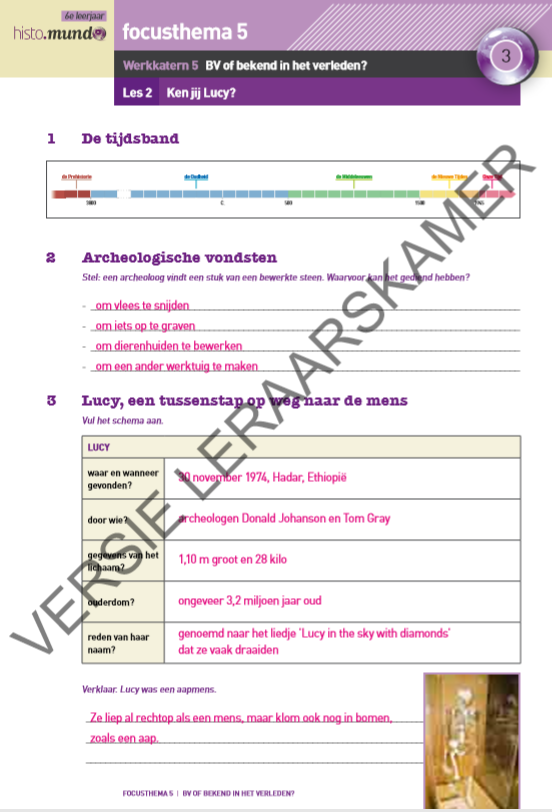 6e leerjaar
histo.mundo
focusthema 5
3
Werkkatern 5 BV of bekend in het verleden?
Les 2 Ken jij Lucy?
1 De tijdsband
de Prehistorie de Oudheid de Middeleeuwen de Nieuwe Tijden
500 1500
2 Archeologische vondsten
Stel: een archeoloog vindt een stuk van een bewerkte steen. Waarvoor kan het gediend hebben?
- om vlees te snijden
- om iets op te graven
- om dierenhuiden te bewerken
- om een ander werktuig te maken
3 Lucy, een tussenstap op weg naar de mens
Vul het schema aan.
LUCY
waar en wanneer
gevonden?
30 november 1974, Hadar, Ethiopië
door wie?
archeologen Donald Johanson en Tom Gray
gegevens van het
lichaam?
1,10 m groot en 28 kilo
ouderdom?
ongeveer 3,2 miljoen jaar oud
reden van haar
naam?
genoemd naar het liedje 'Lucy in the sky with diamonds'
dat ze vaak draaiden
Verklaar. Lucy was een aapmens.
Ze liep al rechtop als een mens, maar klom ook nog in bomen,
zoals een aap.
FOCUSTHEMA 5 | BV OF BEKEND IN HET VERLEDEN?
VERSIE LERAARSKAMER